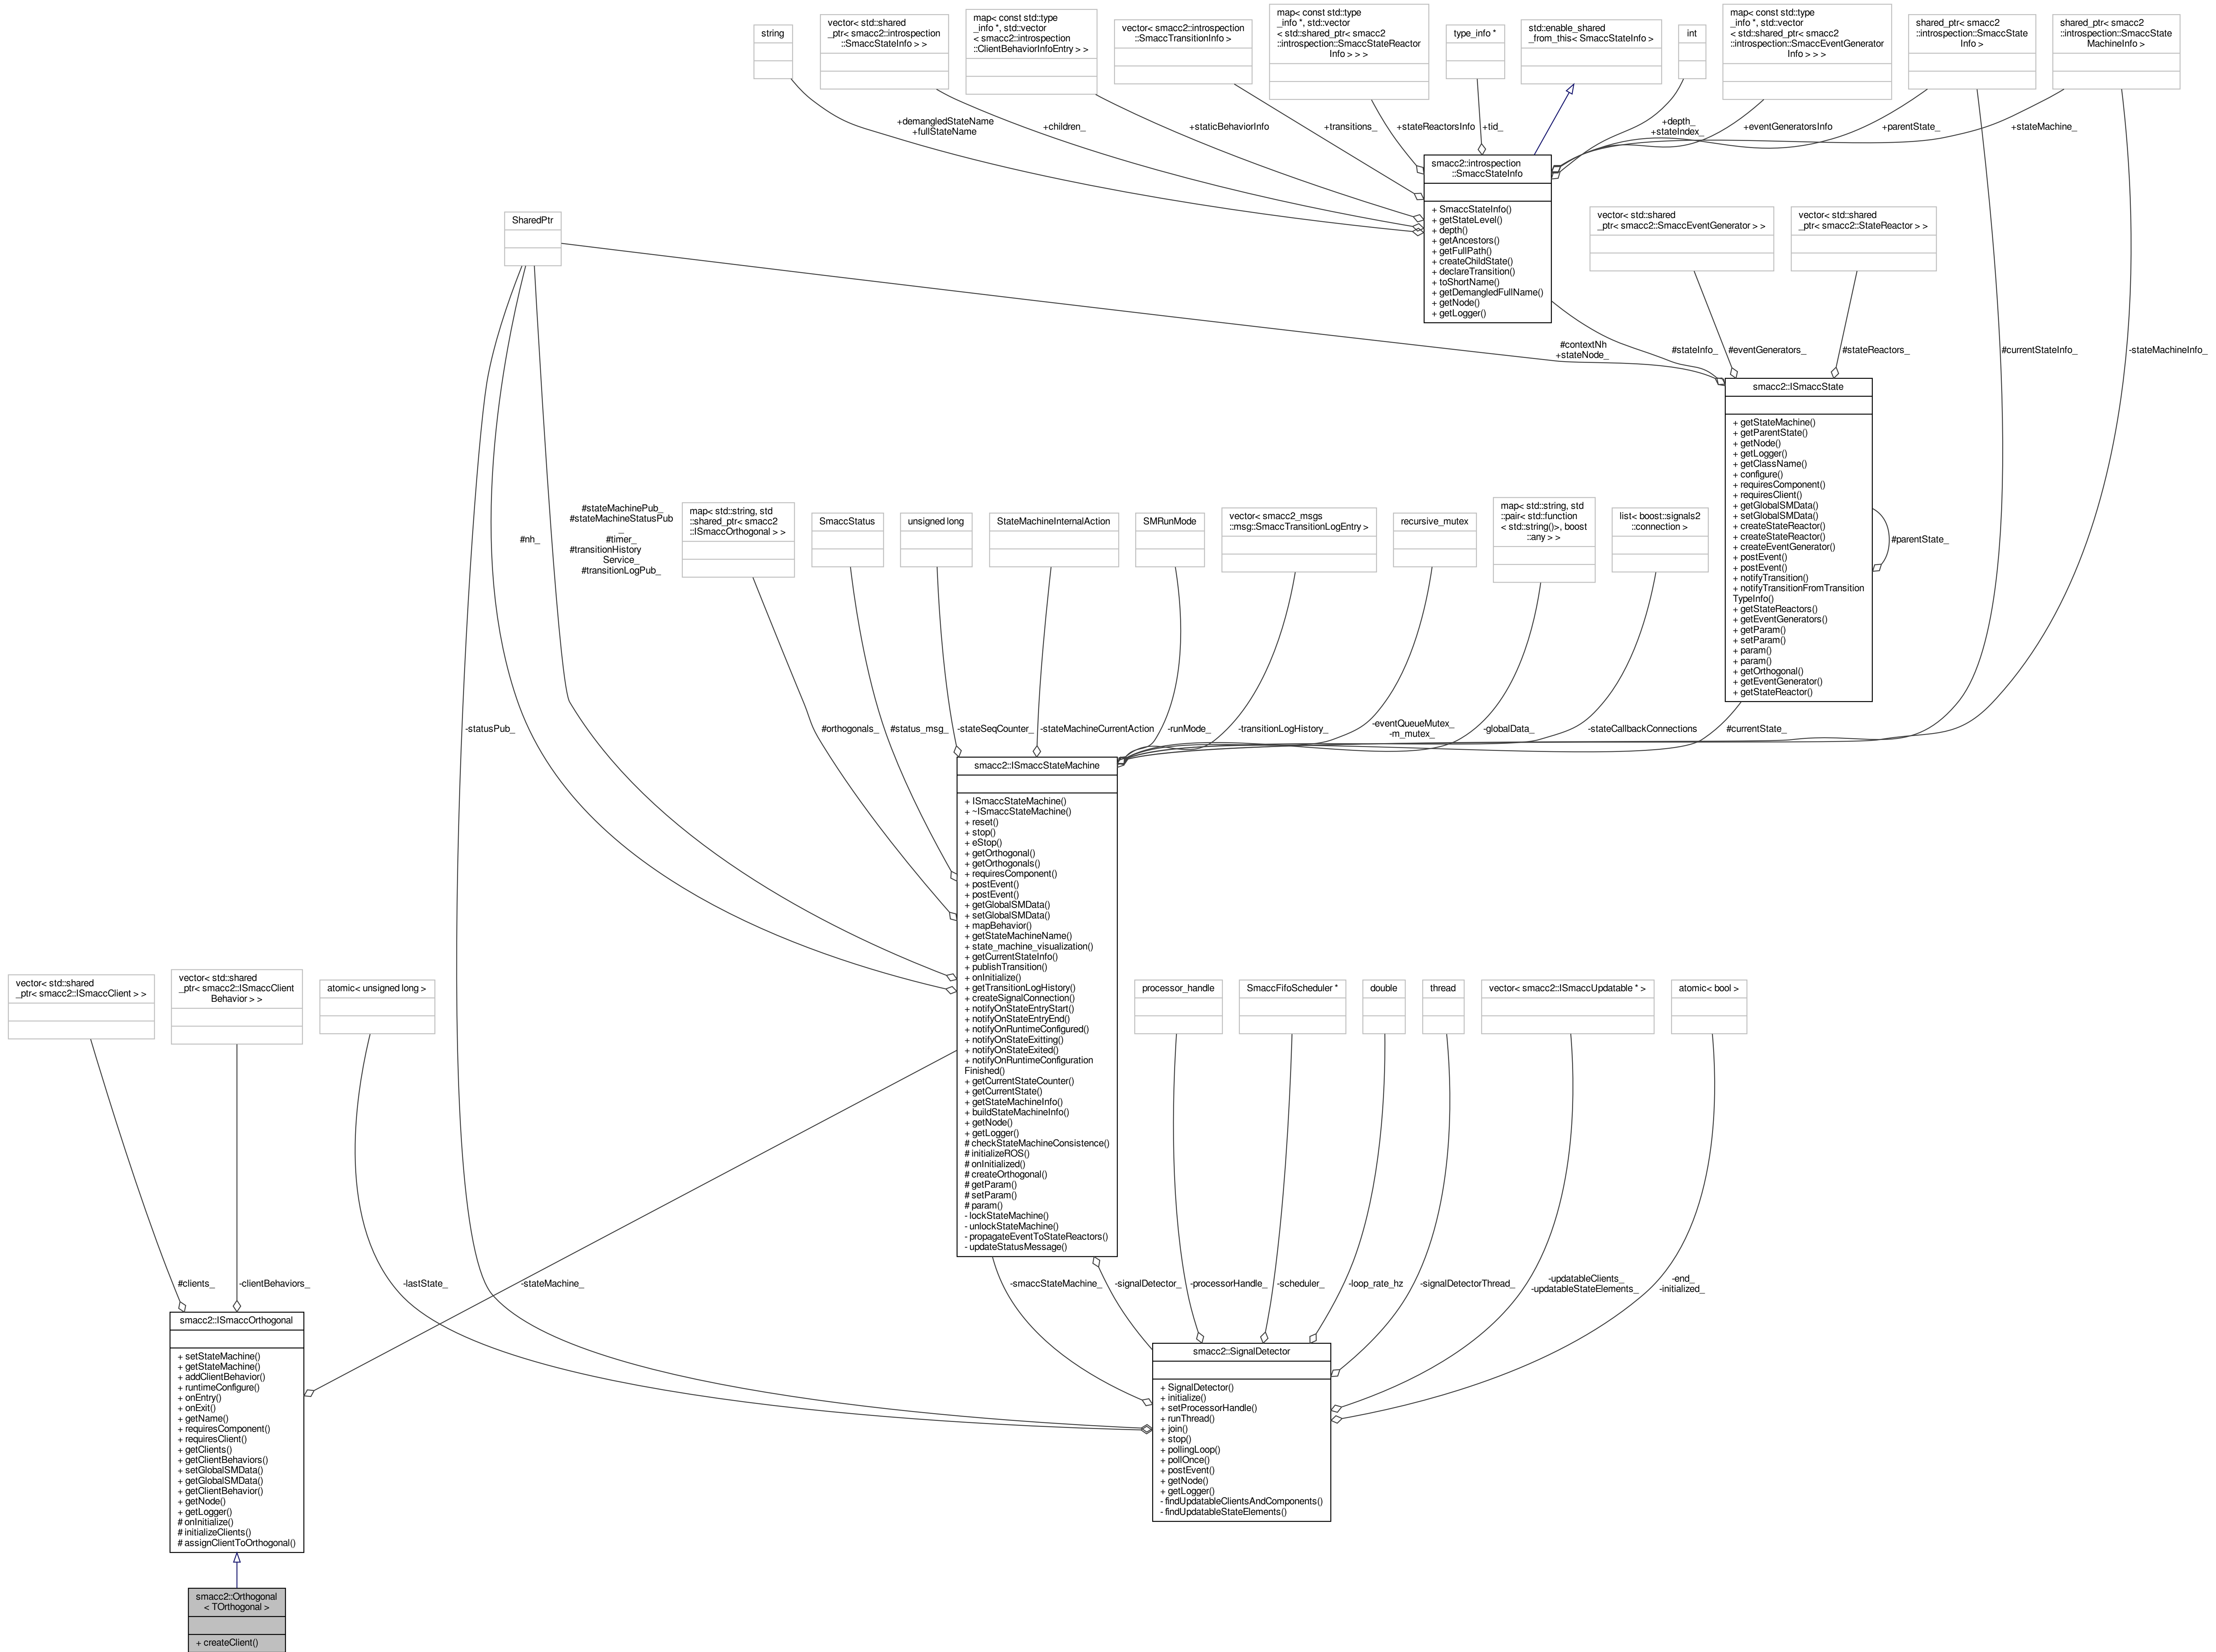 string
vector< std::shared
_ptr< smacc2::introspection
::SmaccStateInfo > >
map< const std::type
_info *, std::vector
< smacc2::introspection
::ClientBehaviorInfoEntry > >
vector< smacc2::introspection
::SmaccTransitionInfo >
map< const std::type
_info *, std::vector
< std::shared_ptr< smacc2
::introspection::SmaccStateReactor
Info > > >
type_info *
std::enable_shared
_from_this< SmaccStateInfo >
int
map< const std::type
_info *, std::vector
< std::shared_ptr< smacc2
::introspection::SmaccEventGenerator
Info > > >
shared_ptr< smacc2
::introspection::SmaccState
Info >
shared_ptr< smacc2
::introspection::SmaccState
MachineInfo >
+demangledStateName
+fullStateName
+children_
+staticBehaviorInfo
+transitions_
+stateReactorsInfo
+tid_
+depth_
+stateIndex_
+eventGeneratorsInfo
+parentState_
+stateMachine_
smacc2::introspection
::SmaccStateInfo
+ SmaccStateInfo()
+ getStateLevel()
+ depth()
+ getAncestors()
+ getFullPath()
+ createChildState()
+ declareTransition()
+ toShortName()
+ getDemangledFullName()
+ getNode()
+ getLogger()
SharedPtr
vector< std::shared
_ptr< smacc2::SmaccEventGenerator > >
vector< std::shared
_ptr< smacc2::StateReactor > >
#contextNh
+stateNode_
#stateInfo_
#eventGenerators_
#stateReactors_
#currentStateInfo_
-stateMachineInfo_
smacc2::ISmaccState
+ getStateMachine()
+ getParentState()
+ getNode()
+ getLogger()
+ getClassName()
+ configure()
+ requiresComponent()
+ requiresClient()
+ getGlobalSMData()
+ setGlobalSMData()
+ createStateReactor()
+ createStateReactor()
+ createEventGenerator()
+ postEvent()
+ postEvent()
+ notifyTransition()
+ notifyTransitionFromTransition
TypeInfo()
+ getStateReactors()
+ getEventGenerators()
+ getParam()
+ setParam()
+ param()
+ param()
+ getOrthogonal()
+ getEventGenerator()
+ getStateReactor()
#parentState_
#nh_
#stateMachinePub_
#stateMachineStatusPub
_
#timer_
#transitionHistory
Service_
#transitionLogPub_
map< std::string, std
::shared_ptr< smacc2
::ISmaccOrthogonal > >
SmaccStatus
unsigned long
StateMachineInternalAction
SMRunMode
vector< smacc2_msgs
::msg::SmaccTransitionLogEntry >
recursive_mutex
map< std::string, std
::pair< std::function
< std::string()>, boost
::any > >
list< boost::signals2
::connection >
-statusPub_
#orthogonals_
#status_msg_
-stateSeqCounter_
-stateMachineCurrentAction
-runMode_
-transitionLogHistory_
-eventQueueMutex_
-m_mutex_
-globalData_
-stateCallbackConnections
#currentState_
smacc2::ISmaccStateMachine
+ ISmaccStateMachine()
+ ~ISmaccStateMachine()
+ reset()
+ stop()
+ eStop()
+ getOrthogonal()
+ getOrthogonals()
+ requiresComponent()
+ postEvent()
+ postEvent()
+ getGlobalSMData()
+ setGlobalSMData()
+ mapBehavior()
+ getStateMachineName()
+ state_machine_visualization()
+ getCurrentStateInfo()
+ publishTransition()
+ onInitialize()
+ getTransitionLogHistory()
+ createSignalConnection()
+ notifyOnStateEntryStart()
+ notifyOnStateEntryEnd()
+ notifyOnRuntimeConfigured()
+ notifyOnStateExitting()
+ notifyOnStateExited()
+ notifyOnRuntimeConfiguration
Finished()
+ getCurrentStateCounter()
+ getCurrentState()
+ getStateMachineInfo()
+ buildStateMachineInfo()
+ getNode()
+ getLogger()
# checkStateMachineConsistence()
# initializeROS()
# onInitialized()
# createOrthogonal()
# getParam()
# setParam()
# param()
- lockStateMachine()
- unlockStateMachine()
- propagateEventToStateReactors()
- updateStatusMessage()
vector< std::shared
_ptr< smacc2::ISmaccClient > >
vector< std::shared
_ptr< smacc2::ISmaccClient
Behavior > >
atomic< unsigned long >
processor_handle
SmaccFifoScheduler *
double
thread
vector< smacc2::ISmaccUpdatable * >
atomic< bool >
#clients_
-clientBehaviors_
-lastState_
-stateMachine_
-smaccStateMachine_
-signalDetector_
-processorHandle_
-scheduler_
-loop_rate_hz
-signalDetectorThread_
-updatableClients_
-updatableStateElements_
-end_
-initialized_
smacc2::ISmaccOrthogonal
+ setStateMachine()
+ getStateMachine()
+ addClientBehavior()
+ runtimeConfigure()
+ onEntry()
+ onExit()
+ getName()
+ requiresComponent()
+ requiresClient()
+ getClients()
+ getClientBehaviors()
+ setGlobalSMData()
+ getGlobalSMData()
+ getClientBehavior()
+ getNode()
+ getLogger()
# onInitialize()
# initializeClients()
# assignClientToOrthogonal()
smacc2::SignalDetector
+ SignalDetector()
+ initialize()
+ setProcessorHandle()
+ runThread()
+ join()
+ stop()
+ pollingLoop()
+ pollOnce()
+ postEvent()
+ getNode()
+ getLogger()
- findUpdatableClientsAndComponents()
- findUpdatableStateElements()
smacc2::Orthogonal
< TOrthogonal >
+ createClient()